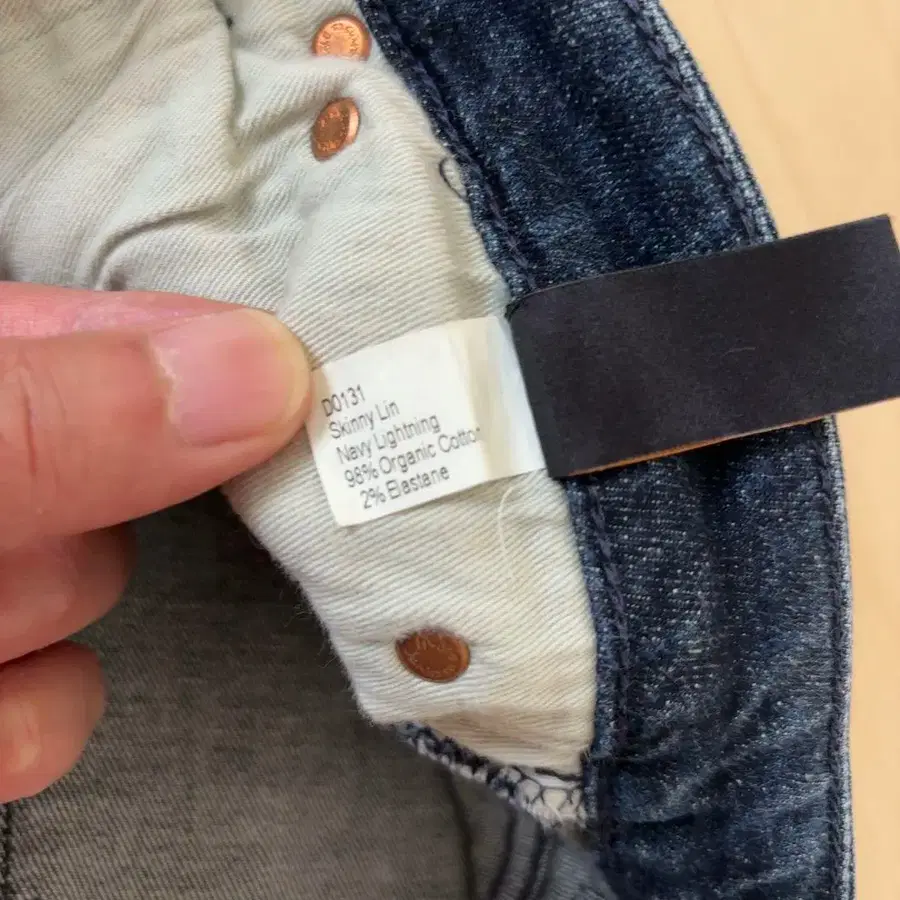 D0131
Skinny Lin
Navy Lightning
98% Organic Cotton
2% Elastane